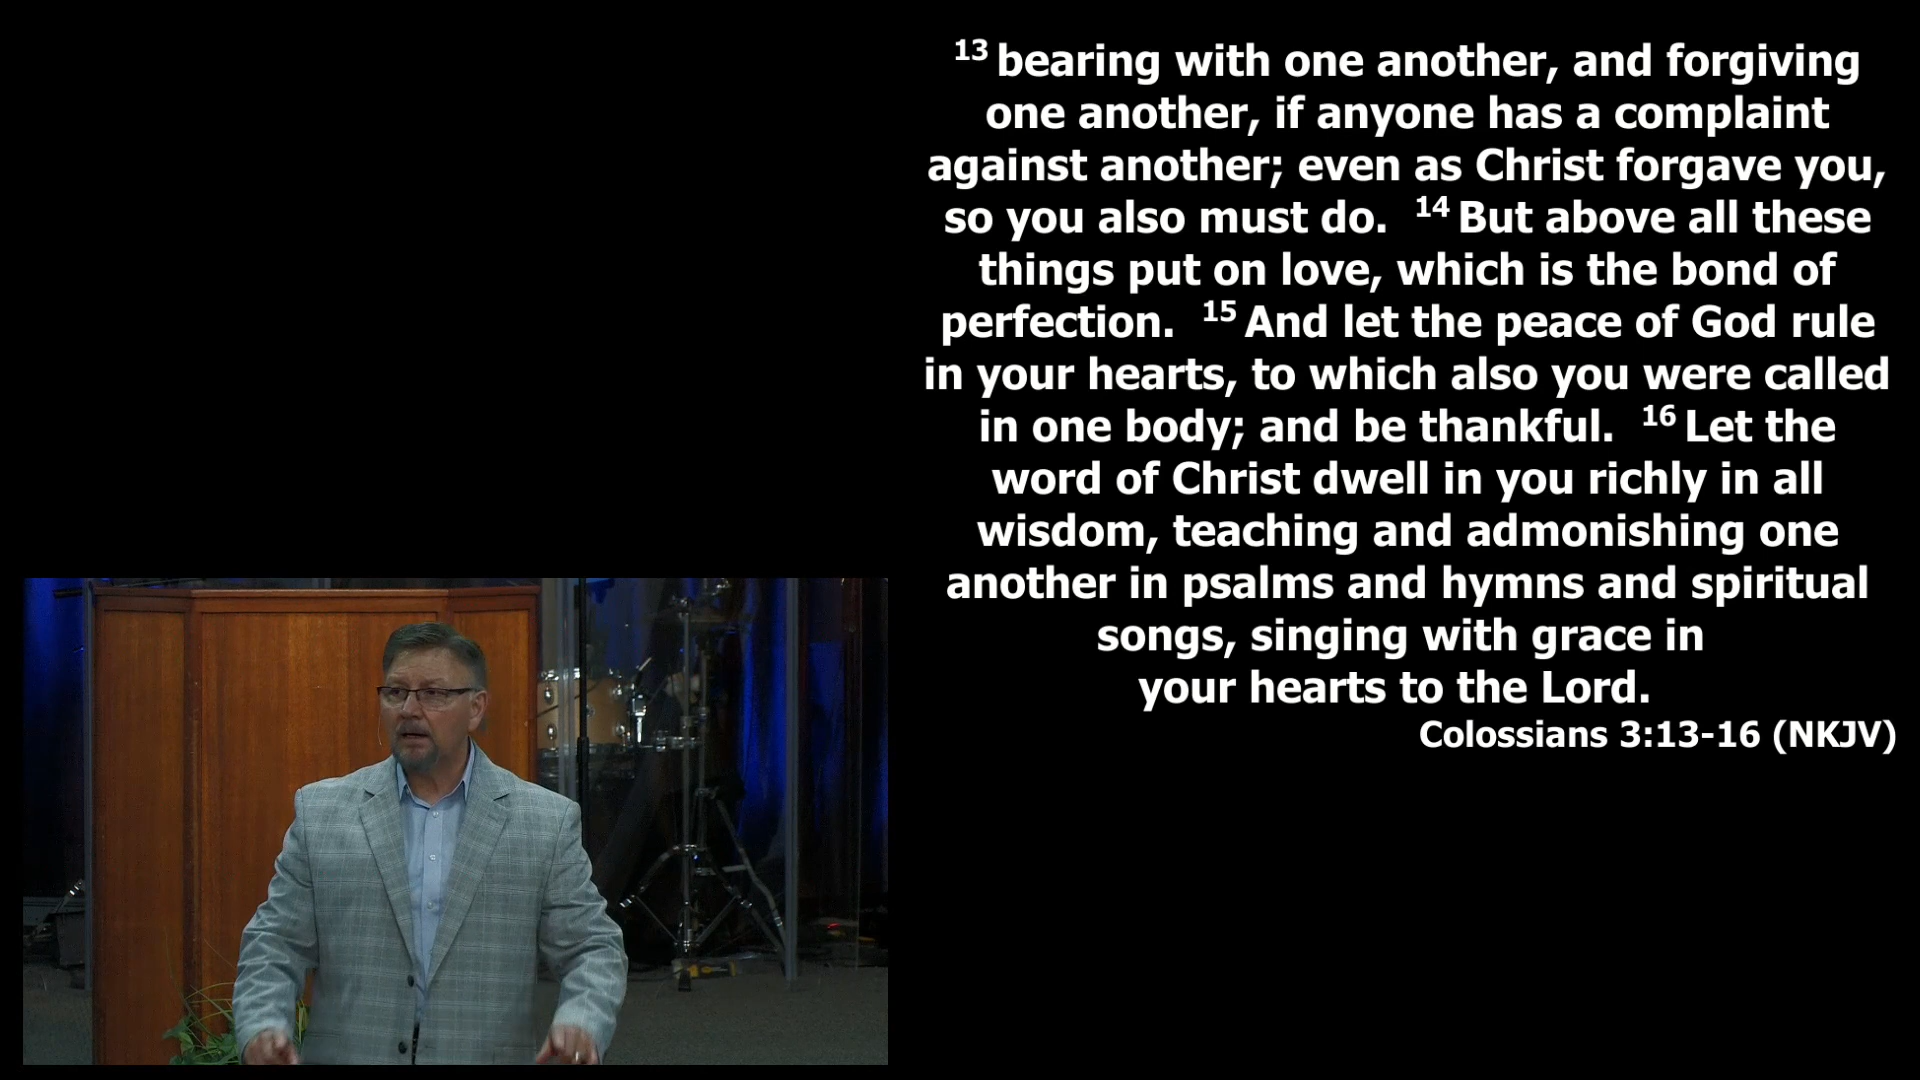 13 bearing with one another, and forgiving
one another, if anyone has a complaint
against another; even as Christ forgave you,
so you also must do. 14 But above all these
things put on love, which is the bond of
perfection. 15 And let the peace of God rule
in your hearts, to which also you were called
in one body; and be thankful. 16 Let the
word of Christ dwell in you richly in all
wisdom, teaching and admonishing one
another in psalms and hymns and spiritual
songs, singing with grace in
your hearts to the Lord.
Colossians 3:13-16 (NKJV)